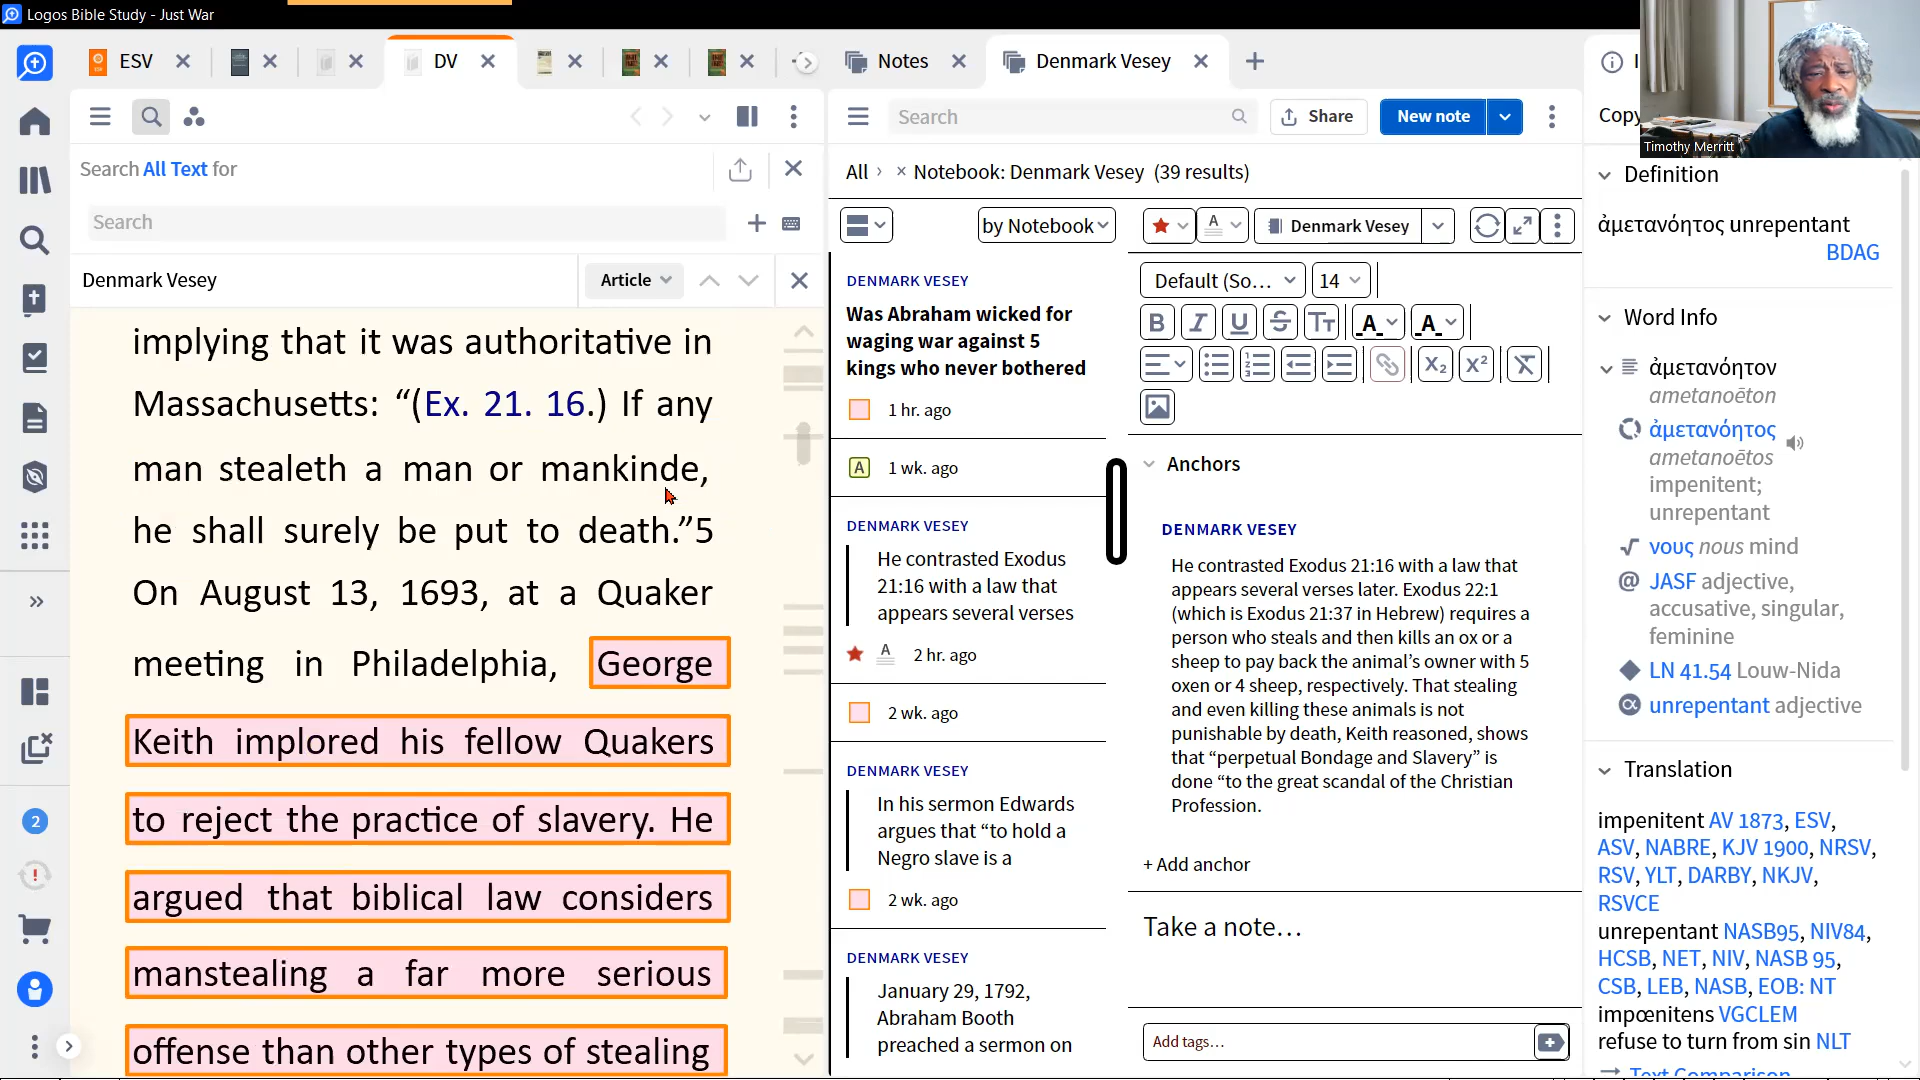 Logos Bible Study - Just War
ESV
DV
Search All Text for
Search
Denmark Vesey
Article
implying that it was authoritative in
Massachusetts: “(Ex. 21. 16.) If any
man stealeth a man or mankinde,
he shall surely be put to death.”5
On August 13, 1693, at a Quaker
meeting in Philadelphia, George
Keith implored his fellow Quakers
to reject the practice of slavery. He
argued that biblical law considers
manstealing a far more serious
offense than other types of stealing
2
Notes
Denmark Vesey
Search
Share
New note
All › × Notebook: Denmark Vesey (39 results)
by Notebook
DENMARK VESEY
Was Abraham wicked for
waging war against 5
kings who never bothered
1 hr. ago
A 1 wk. ago
DENMARK VESEY
He contrasted Exodus
21:16 with a law that
appears several verses
A 2 hr. ago
2 wk. ago
DENMARK VESEY
In his sermon Edwards
argues that “to hold a
Negro slave is a
2 wk. ago
DENMARK VESEY
January 29, 1792,
Abraham Booth
preached a sermon on
A Denmark Vesey
Default (So... 14
B I U S TT A A
X2 X2
Anchors
DENMARK VESEY
He contrasted Exodus 21:16 with a law that
appears several verses later. Exodus 22:1
(which is Exodus 21:37 in Hebrew) requires a
person who steals and then kills an ox or a
sheep to pay back the animal’s owner with 5
oxen or 4 sheep, respectively. That stealing
and even killing these animals is not
punishable by death, Keith reasoned, shows
that “perpetual Bondage and Slavery” is
done “to the great scandal of the Christian
Profession.
+ Add anchor
Take a note…
Add tags…
Copy
Timothy Merritt
Definition
ἀμετανόητος unrepentant
BDAG
Word Info
ἀμετανόητον
ametanoēton
ἀμετανόητος
ametanoētos
impenitent;
unrepentant
νους nous mind
@ JASF adjective,
accusative, singular,
feminine
LN 41.54 Louw-Nida
unrepentant adjective
Translation
impenitent AV 1873, ESV,
ASV, NABRE, KJV 1900, NRSV,
RSV, YLT, DARBY, NKJV,
RSVCE
unrepentant NASB95, NIV84,
HCSB, NET, NIV, NASB 95,
CSB, LEB, NASB, EOB: NT
impœnitens VGCLEM
refuse to turn from sin NLT
Text Comparison